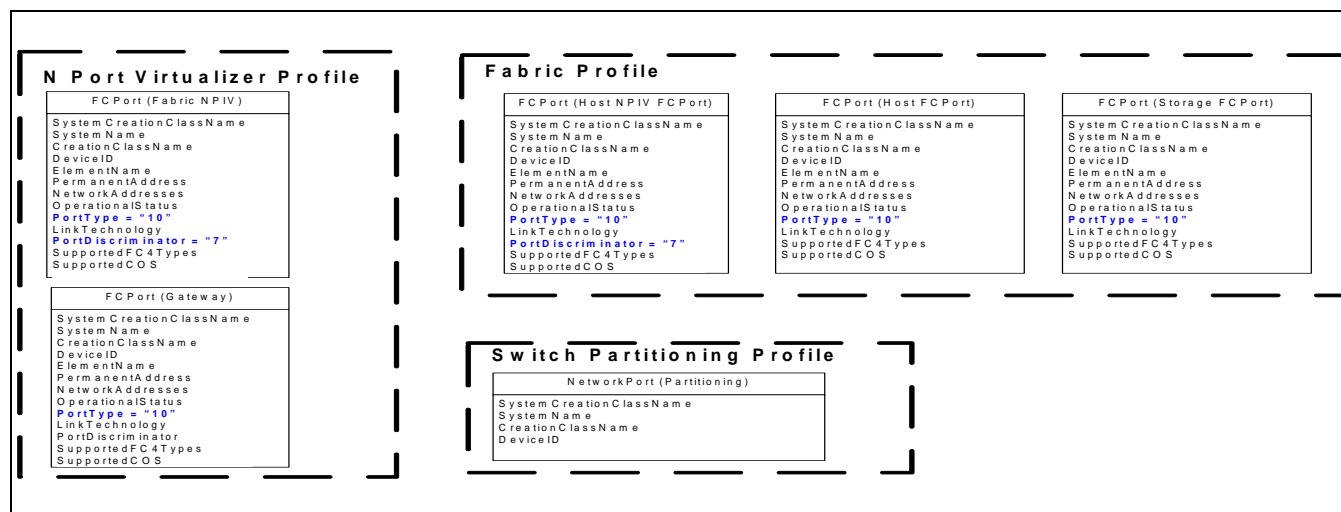 N Port Virtualizer Profile
FCPort (Fabric NPIV)
SystemCreationClassName
SystemName
CreationClassName
DeviceID
ElementName
PermanentAddress
NetworkAddresses
OperationalStatus
PortType = “10”
LinkTechnology
PortDiscriminator = “7”
SupportedFC4Types
SupportedCOS
FCPort (Gateway)
SystemCreationClassName
SystemName
CreationClassName
DeviceID
ElementName
PermanentAddress
NetworkAddresses
OperationalStatus
PortType = “10”
LinkTechnology
PortDiscriminator
SupportedFC4Types
SupportedCOS
Fabric Profile
FCPort (Host NPIV FCPort)
SystemCreationClassName
SystemName
CreationClassName
DeviceID
ElementName
PermanentAddress
NetworkAddresses
OperationalStatus
PortType = “10”
LinkTechnology
PortDiscriminator = “7”
SupportedFC4Types
SupportedCOS
FCPort (Host FCPort)
SystemCreationClassName
SystemName
CreationClassName
DeviceID
ElementName
PermanentAddress
NetworkAddresses
OperationalStatus
PortType = “10”
LinkTechnology
SupportedFC4Types
SupportedCOS
FCPort (Storage FCPort)
SystemCreationClassName
SystemName
CreationClassName
DeviceID
ElementName
PermanentAddress
NetworkAddresses
OperationalStatus
PortType = “10”
LinkTechnology
SupportedFC4Types
SupportedCOS
Switch Partitioning Profile
NetworkPort (Partitioning)
SystemCreationClassName
SystemName
CreationClassName
DeviceID